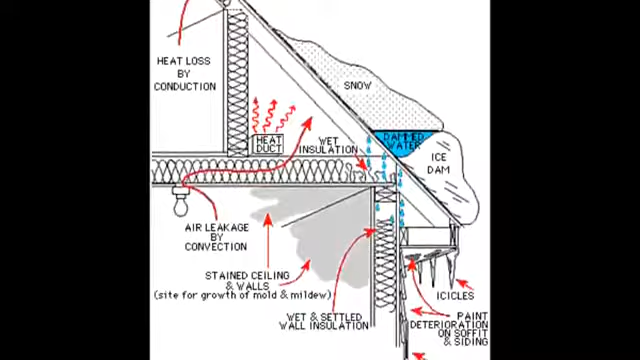 HEAT LOSS
BY
CONDUCTION
SNOW
HEAT
DUCT
WET
INSULATION
DAMMED
WATER
ICE
DAM
AIR LEAKAGE
BY
CONVECTION
STAINED CEILING
& WALLS
(site for growth of mold & mildew)
WET & SETTLED
WALL INSULATION
ICICLES
PAINT
DETERIORATION
ON SOFFIT
& SIDING